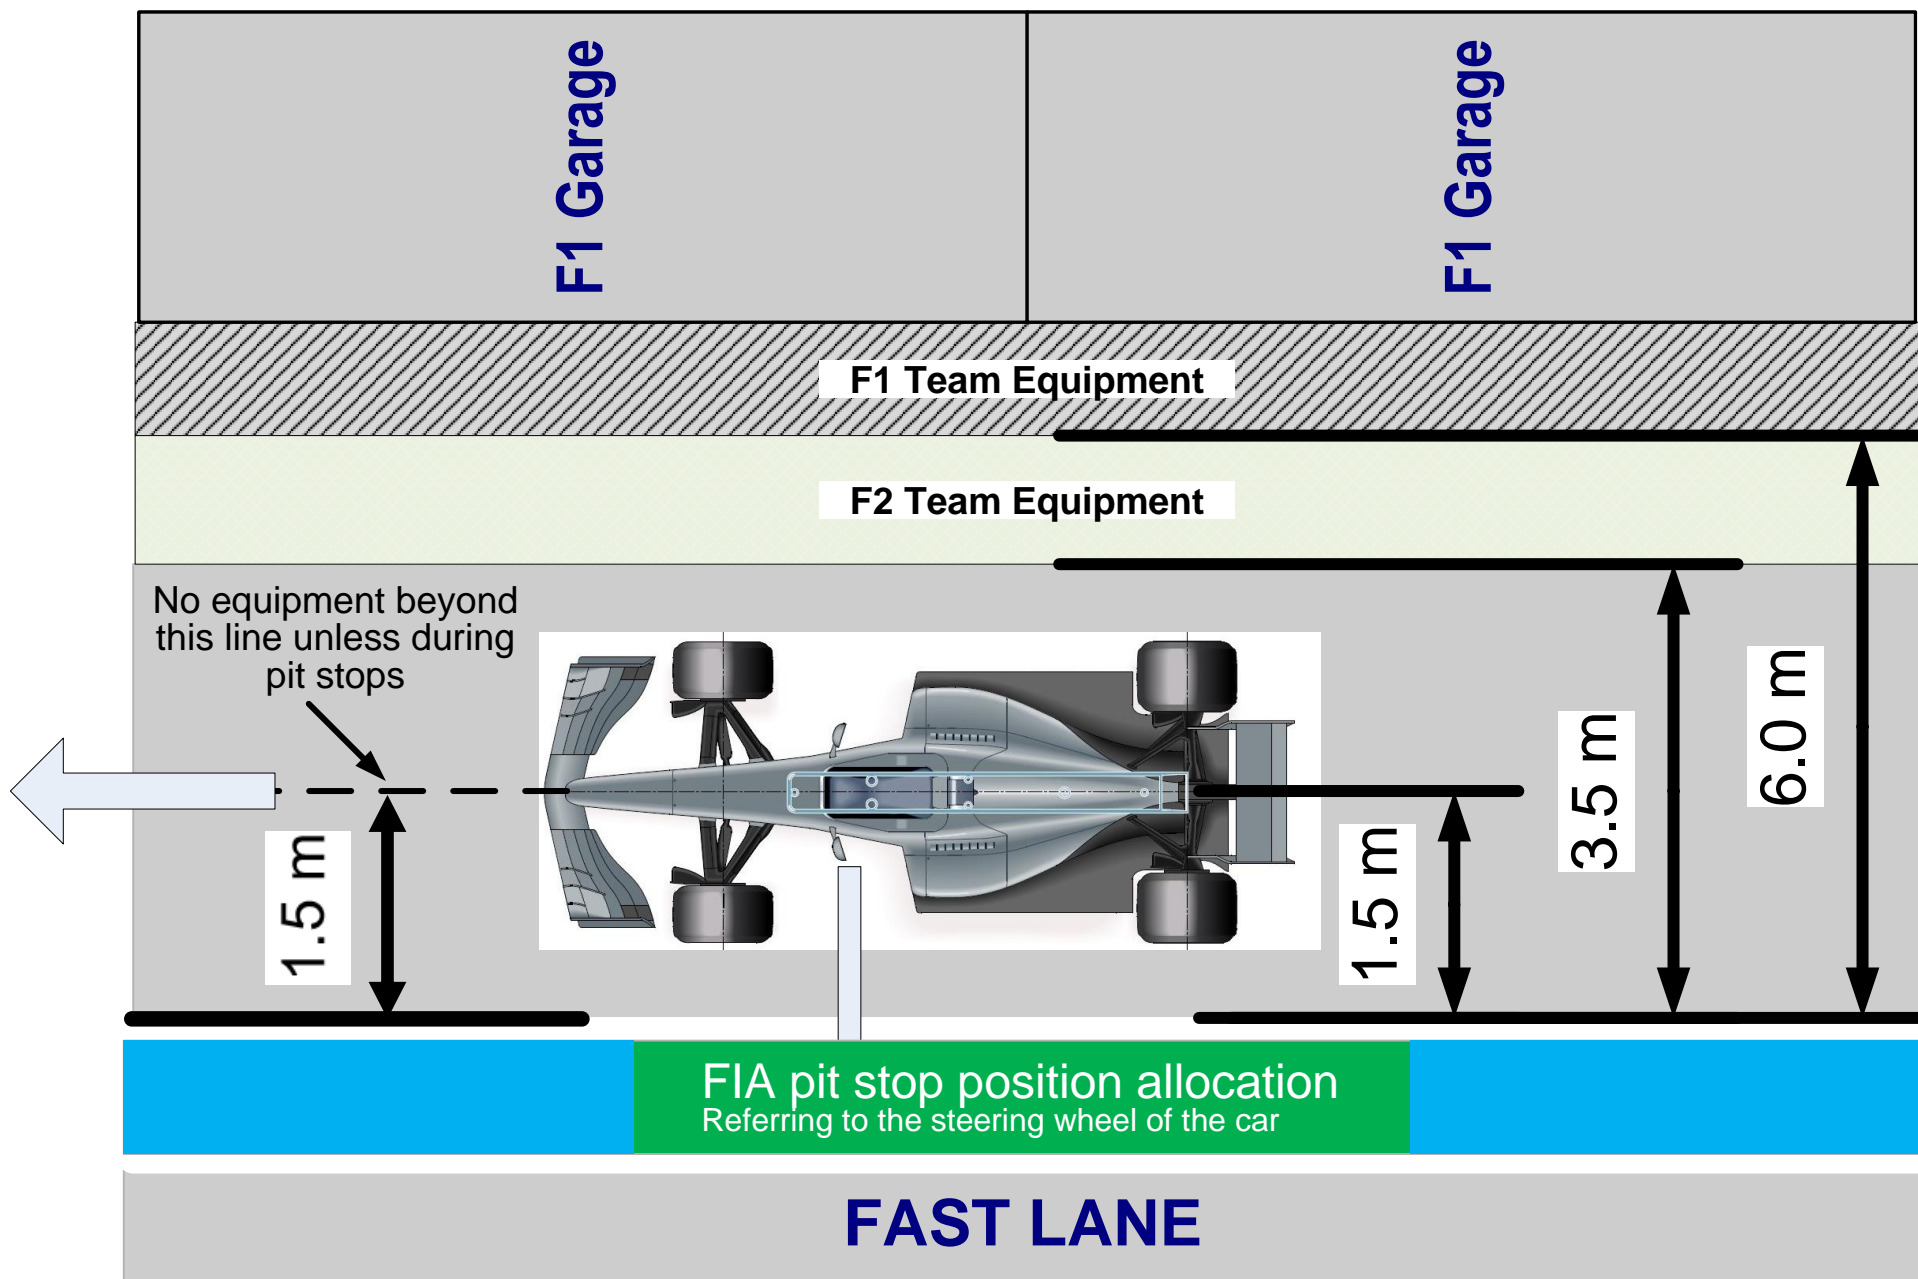 F1 Garage
F1 Garage
F1 Team Equipment
F2 Team Equipment
No equipment beyond
this line unless during
pit stops
1.5 m
1.5 m
3.5 m
6.0 m
FIA pit stop position allocation
Referring to the steering wheel of the car
FAST LANE